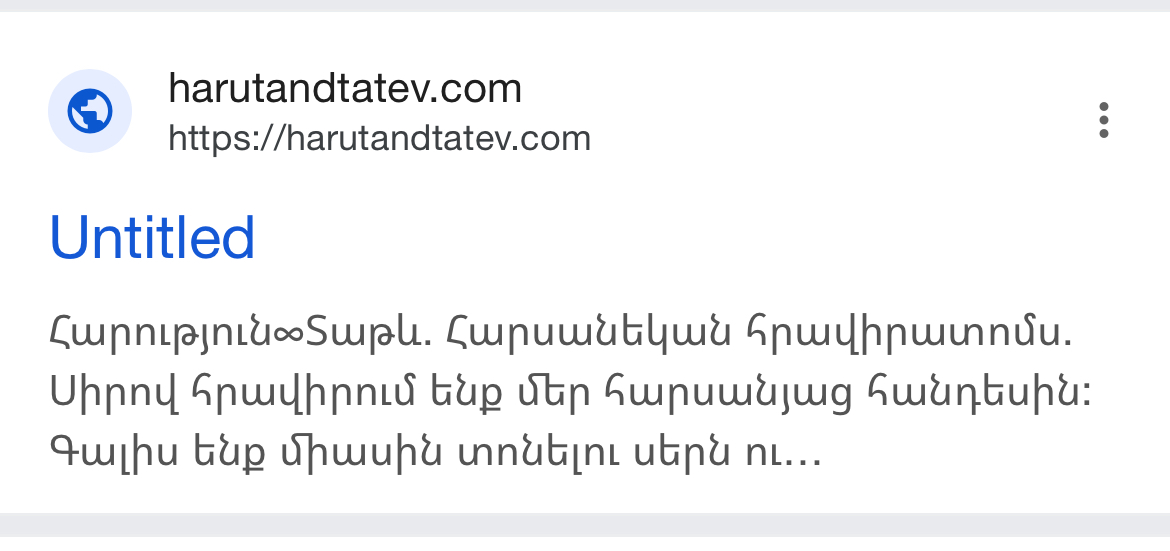 harutandtatev.com
https://harutandtatev.com
Untitled
Հարություն∞Տաթև. Հարսանեկան հրավիրատոմս.
Սիրով հրավիրում ենք մեր հարսանյաց հանդեսին:
Գալիս ենք միասին տոնելու սերն ու...